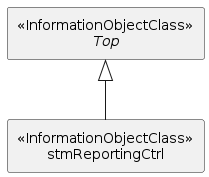 «InformationObjectClass»
Top
«InformationObjectClass»
stmReportingCtrl